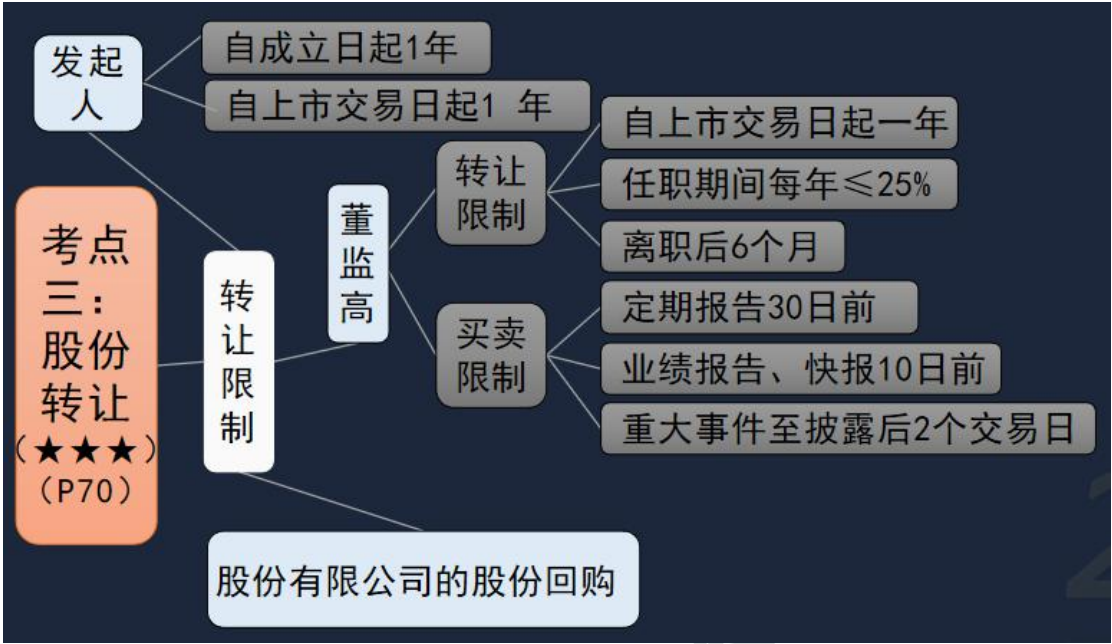 考点
三：
股份
转让
（★★★）
（P70）
转
让
限
制
发起
人
自成立日起1年
自上市交易日起1 年
董
监
高
转让
限制
自上市交易日起一年
任职期间每年≤25%
离职后6个月
买卖
限制
定期报告30日前
业绩报告、快报10日前
重大事件至披露后2个交易日
股份有限公司的股份回购
2